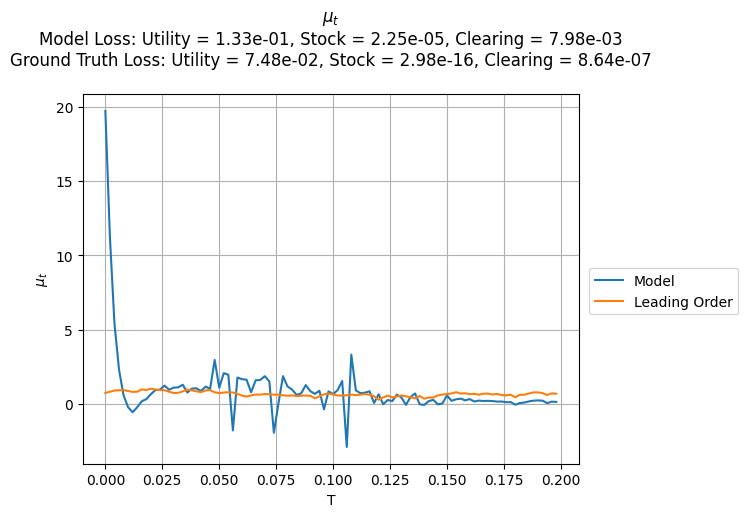 μt
Model Loss: Utility = 1.33e-01, Stock = 2.25e-05, Clearing = 7.98e-03
Ground Truth Loss: Utility = 7.48e-02, Stock = 2.98e-16, Clearing = 8.64e-07
20
15
10
5
0
μt
0.000 0.025 0.050 0.075 0.100 0.125 0.150 0.175 0.200
T
Model
Leading Order